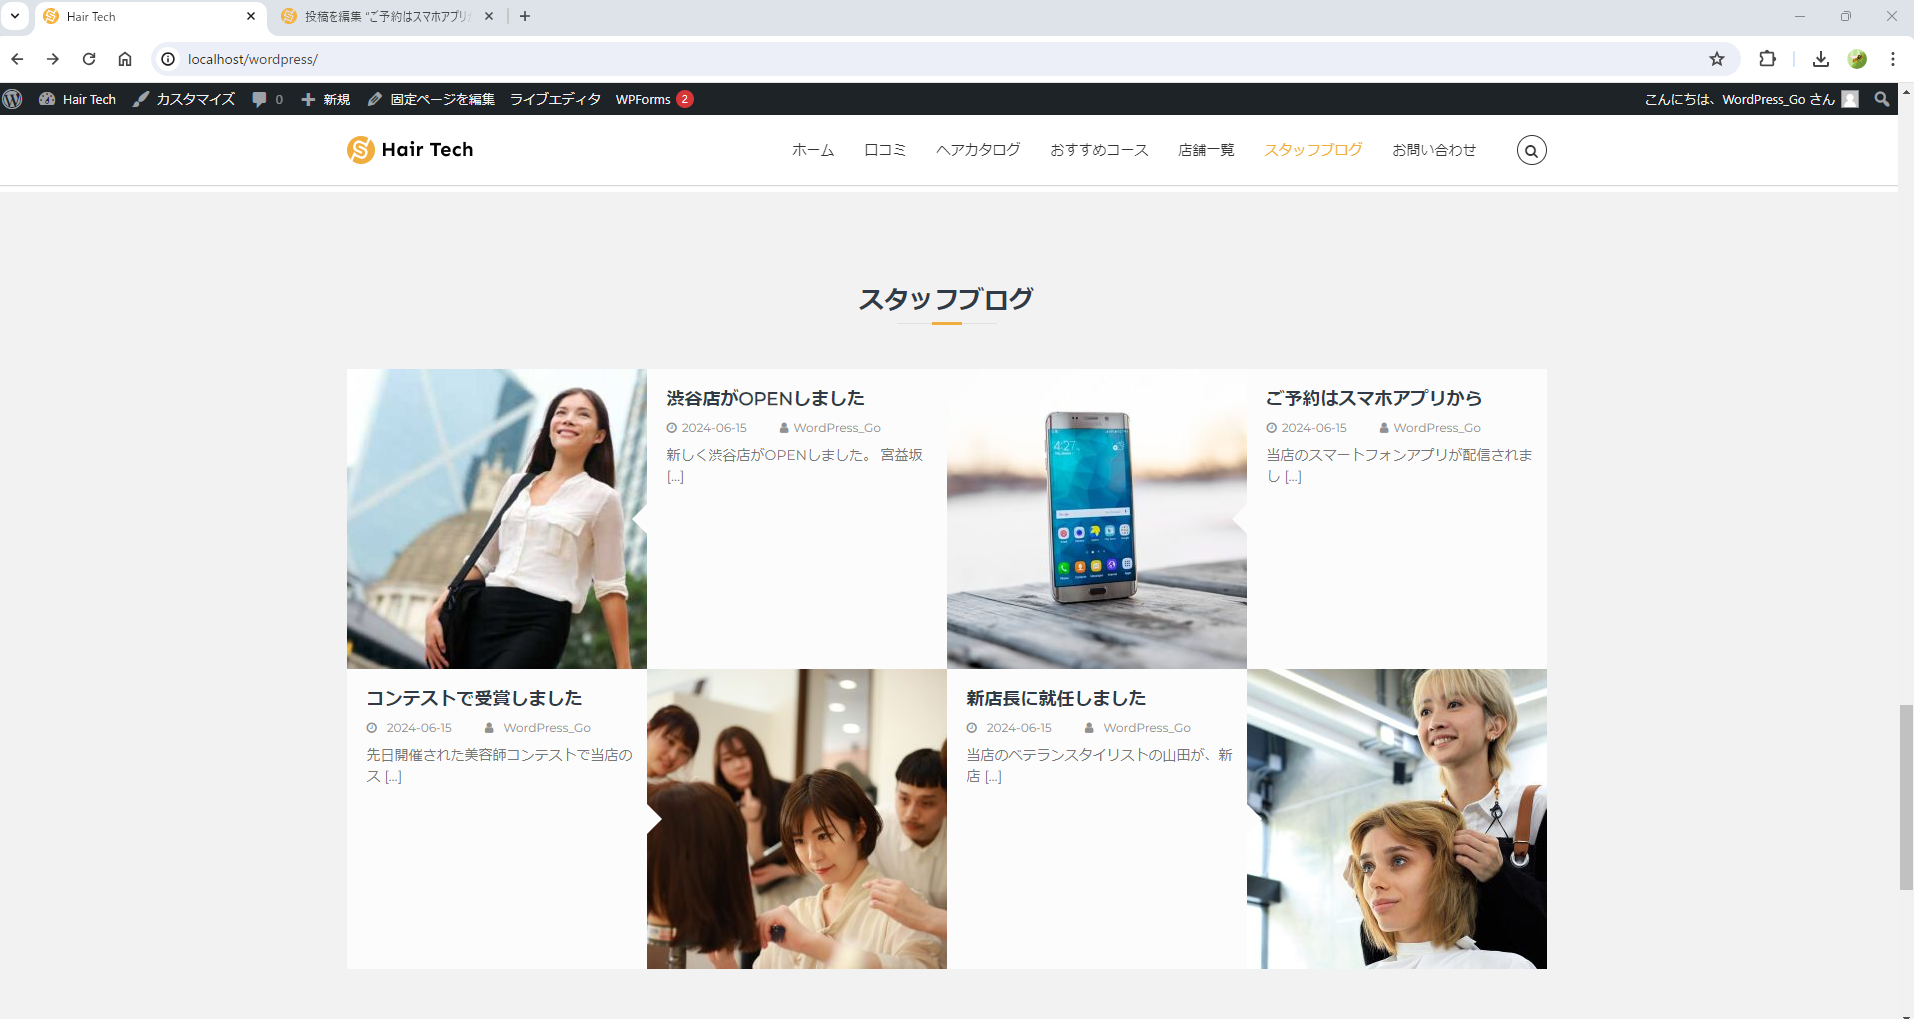 Hair Tech
投稿を編集 "ご予約はスマホアプリ
localhost/wordpress/
Hair Tech カスタマイズ 0 新規 固定ページを編集 ライブエディタ WPForms 2 こんにちは、WordPress_Go さん
Hair Tech
ホーム 口コミ ヘアカタログ おすすめコース 店舗一覧 スタッフブログ お問い合わせ
スタッフブログ
渋谷店がOPENしました
2024-06-15 WordPress_Go
新しく渋谷店がOPENしました。 宮益坂
[…]
4:27
ご予約はスマホアプリから
2024-06-15 WordPress_Go
当店のスマートフォンアプリが配信されま
し […]
コンテストで受賞しました
2024-06-15 WordPress_Go
先日開催された美容師コンテストで当店の
ス […]
新店長に就任しました
2024-06-15 WordPress_Go
当店のベテランスタイリストの山田が、新
店 […]